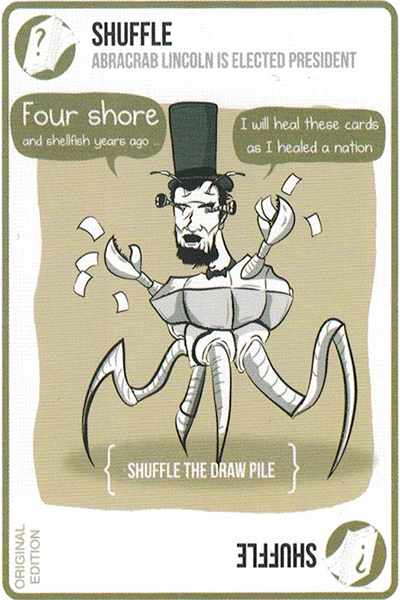 ?
SHUFFLE
ABRACRAB LINCOLN IS ELECTED PRESIDENT
Four shore
and shellfish years ago ...
I will heal these cards
as I healed a nation
SHUFFLE THE DRAW PILE
ORIGINAL
EDITION
SHUFFLE
?